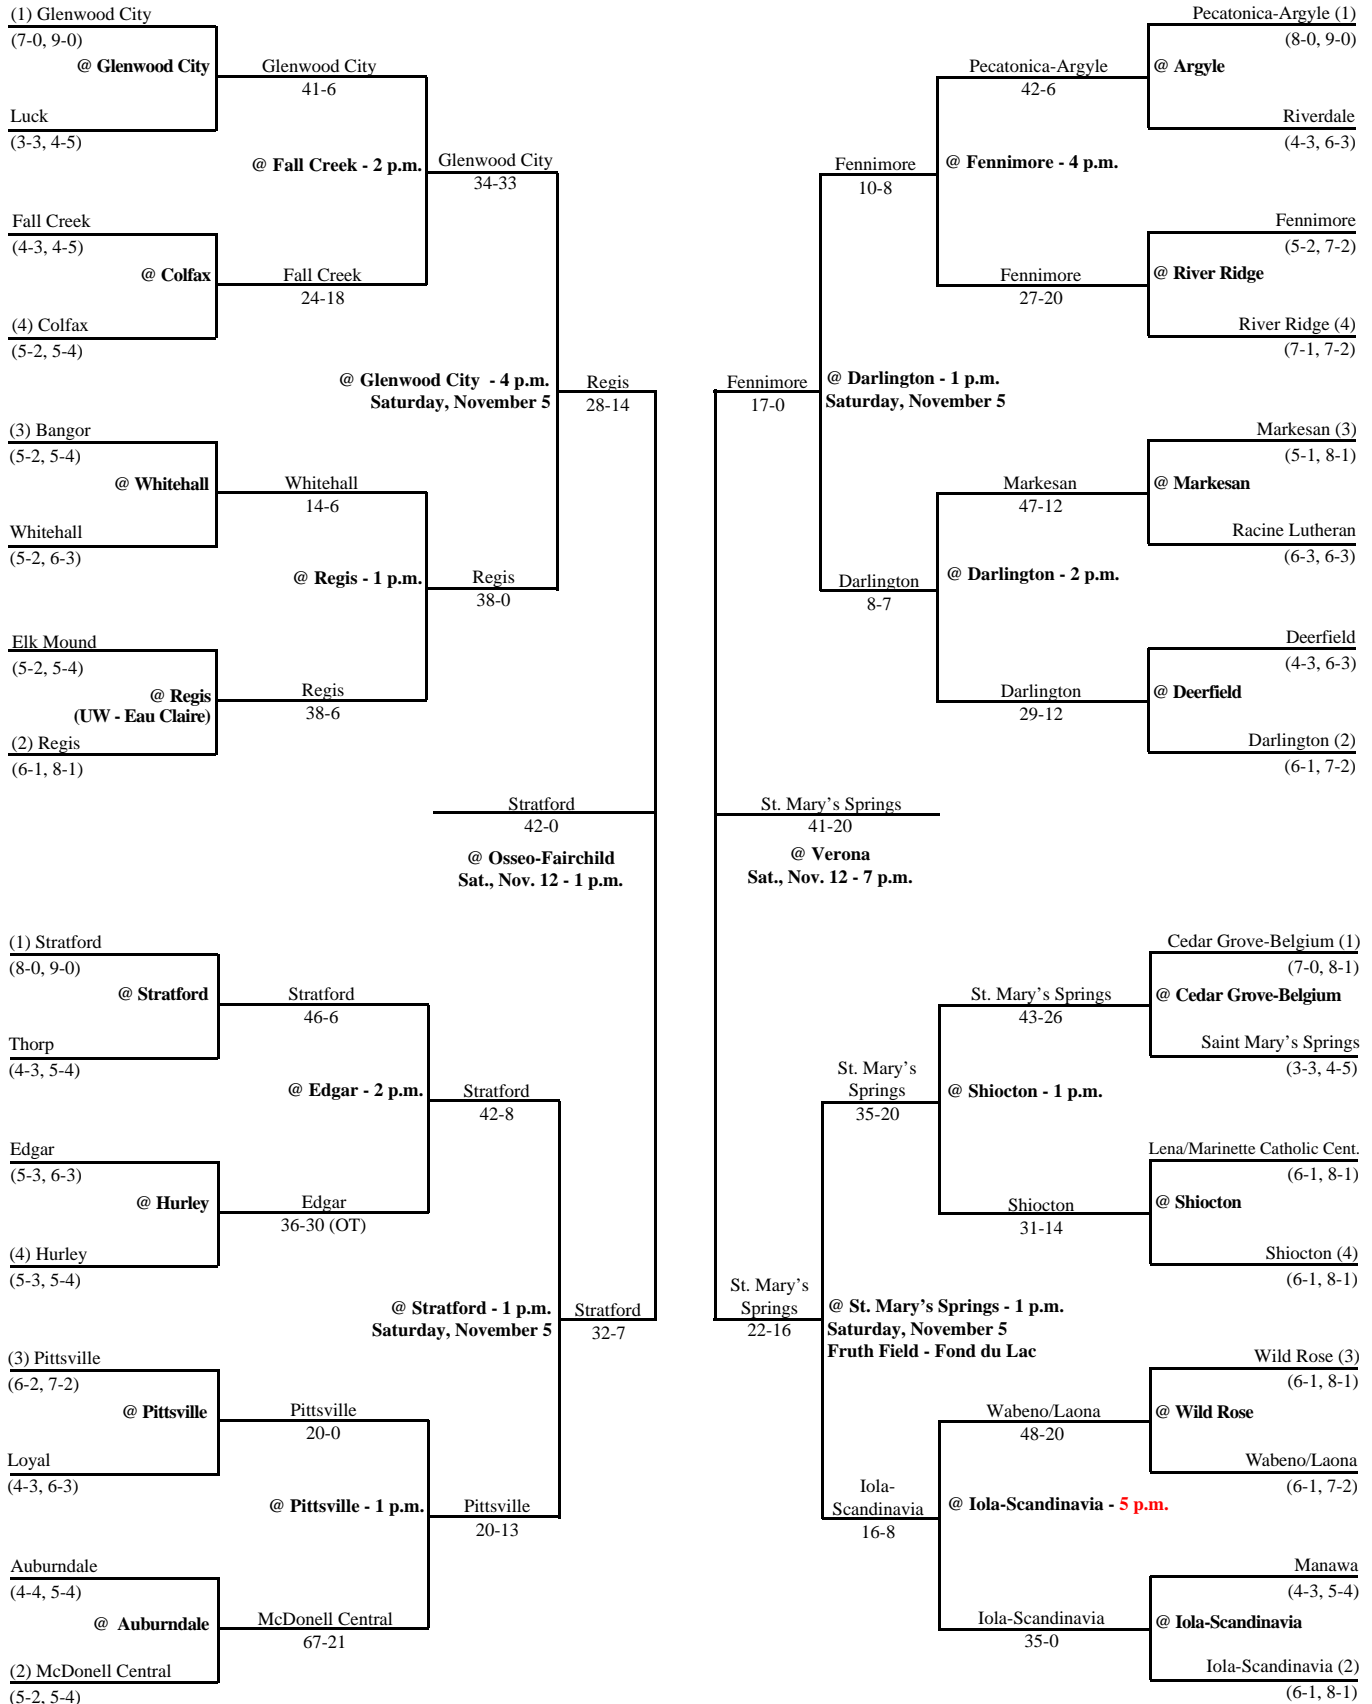 (1) Glenwood City
(7-0, 9-0)
@ Glenwood City
Glenwood City
41-6
Luck
(3-3, 4-5)
@ Fall Creek - 2 p.m.
Glenwood City
34-33
Fall Creek
(4-3, 4-5)
@ Colfax
Fall Creek
24-18
(4) Colfax
(5-2, 5-4)
@ Glenwood City - 4 p.m.
Saturday, November 5
Regis
28-14
(3) Bangor
(5-2, 5-4)
@ Whitehall
Whitehall
14-6
Whitehall
(5-2, 6-3)
@ Regis - 1 p.m.
Regis
38-0
Elk Mound
(5-2, 5-4)
@ Regis
(UW - Eau Claire)
Regis
38-6
(2) Regis
(6-1, 8-1)
Stratford
42-0
@ Osseo-Fairchild
Sat., Nov. 12 - 1 p.m.
(1) Stratford
(8-0, 9-0)
@ Stratford
Stratford
46-6
Thorp
(4-3, 5-4)
@ Edgar - 2 p.m.
Stratford
42-8
Edgar
(5-3, 6-3)
@ Hurley
Edgar
36-30 (OT)
(4) Hurley
(5-3, 5-4)
@ Stratford - 1 p.m.
Saturday, November 5
Stratford
32-7
(3) Pittsville
(6-2, 7-2)
@ Pittsville
Pittsville
20-0
Loyal
(4-3, 6-3)
@ Pittsville - 1 p.m.
Pittsville
20-13
Auburndale
(4-4, 5-4)
@ Auburndale
McDonell Central
67-21
(2) McDonell Central
(5-2, 5-4)
Pecatonica-Argyle (1)
(8-0, 9-0)
Pecatonica-Argyle
42-6
@ Argyle
Riverdale
(4-3, 6-3)
Fennimore
10-8
@ Fennimore - 4 p.m.
Fennimore
(5-2, 7-2)
Fennimore
27-20
@ River Ridge
River Ridge (4)
(7-1, 7-2)
Fennimore
17-0
@ Darlington - 1 p.m.
Saturday, November 5
Markesan (3)
(5-1, 8-1)
Markesan
47-12
@ Markesan
Racine Lutheran
(6-3, 6-3)
Darlington
8-7
@ Darlington - 2 p.m.
Deerfield
(4-3, 6-3)
Darlington
29-12
@ Deerfield
Darlington (2)
(6-1, 7-2)
St. Mary’s Springs
41-20
@ Verona
Sat., Nov. 12 - 7 p.m.
Cedar Grove-Belgium (1)
(7-0, 8-1)
St. Mary’s Springs
43-26
@ Cedar Grove-Belgium
Saint Mary’s Springs
(3-3, 4-5)
St. Mary’s
Springs
35-20
@ Shiocton - 1 p.m.
Lena/Marinette Catholic Cent.
(6-1, 8-1)
Shiocton
31-14
@ Shiocton
Shiocton (4)
(6-1, 8-1)
St. Mary’s
Springs
22-16
@ St. Mary’s Springs - 1 p.m.
Saturday, November 5
Fruth Field - Fond du Lac
Wild Rose (3)
(6-1, 8-1)
Wabeno/Laona
48-20
@ Wild Rose
Wabeno/Laona
(6-1, 7-2)
Iola-
Scandinavia
16-8
@ Iola-Scandinavia - 5 p.m.
Manawa
(4-3, 5-4)
Iola-Scandinavia
35-0
@ Iola-Scandinavia
Iola-Scandinavia (2)
(6-1, 8-1)